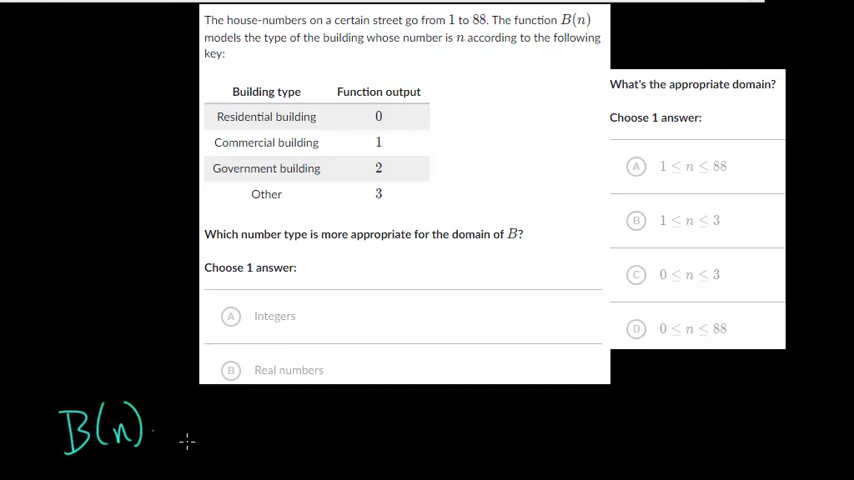 The house-numbers on a certain street go from 1 to 88. The function B(n)
models the type of the building whose number is n according to the following
key:
Building type Function output
Residential building 0
Commercial building 1
Government building 2
Other 3
Which number type is more appropriate for the domain of B?
Choose 1 answer:
A Integers
B Real numbers
What's the appropriate domain?
Choose 1 answer:
A 1 ≤ n ≤ 88
B 1 ≤ n ≤ 3
C 0 ≤ n ≤ 3
D 0 ≤ n ≤ 88
B(n)